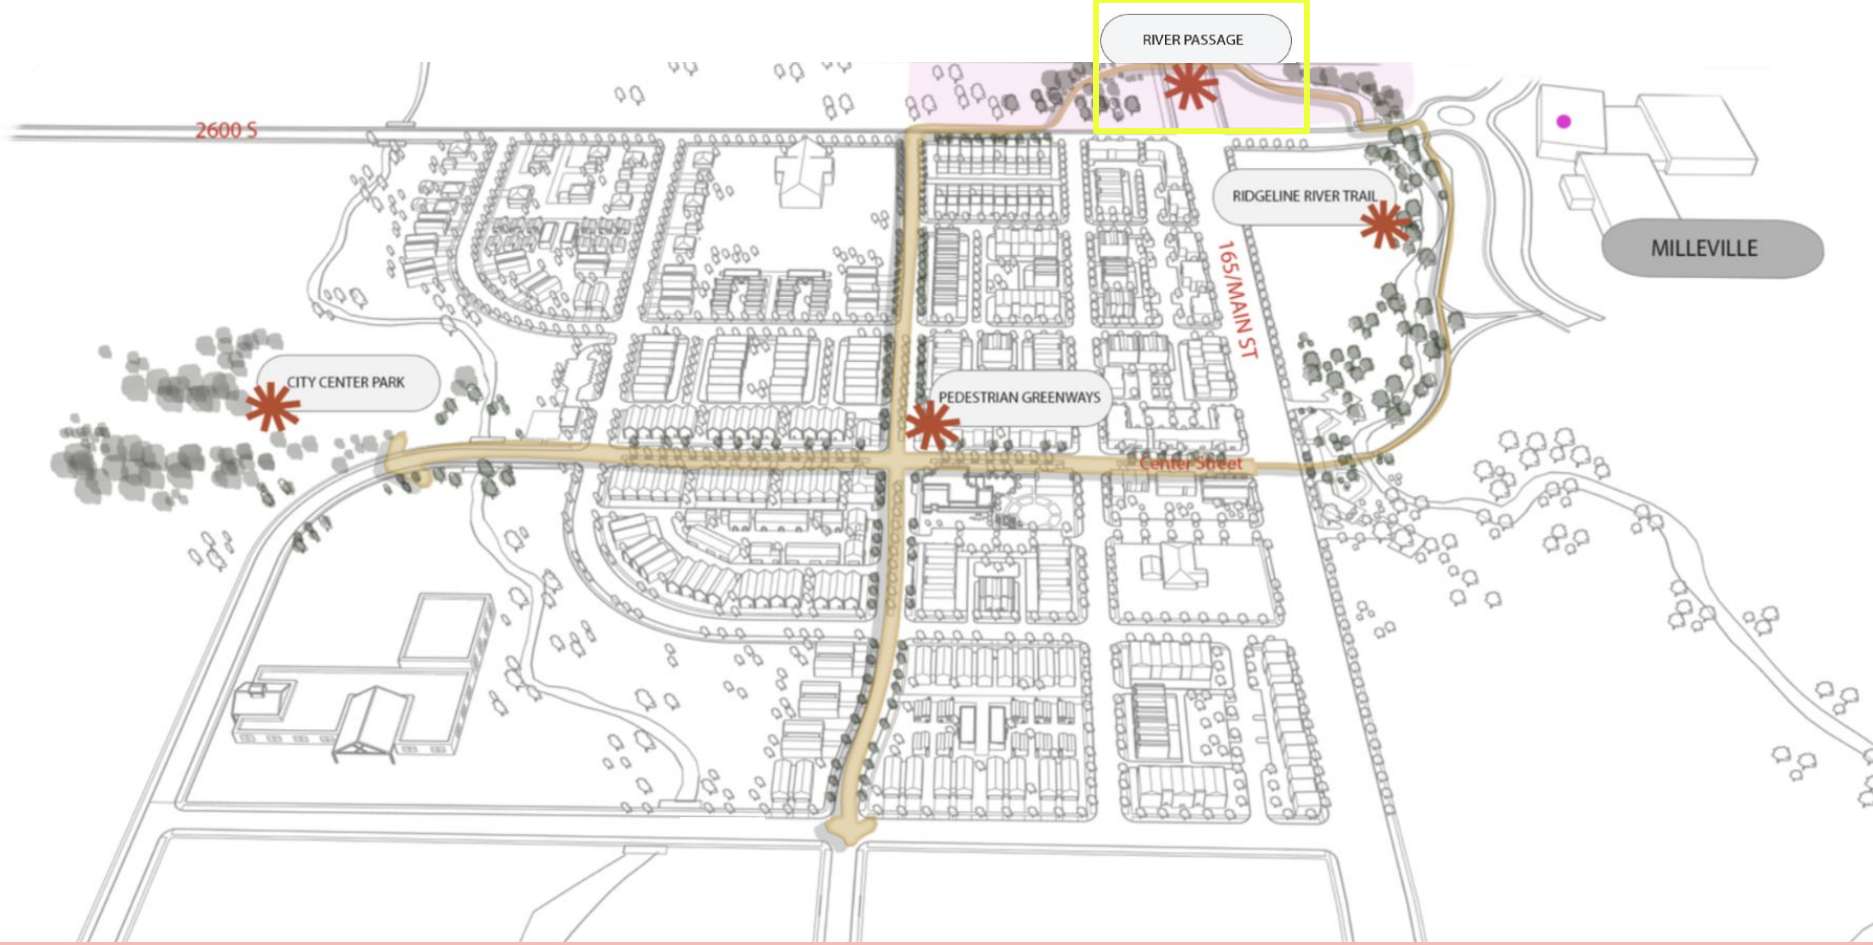 RIVER PASSAGE
2600 S
RIDGELINE RIVER TRAIL
165/MAIN ST
MILLEVILLE
CITY CENTER PARK
PEDESTRIAN GREENWAYS
Center Street